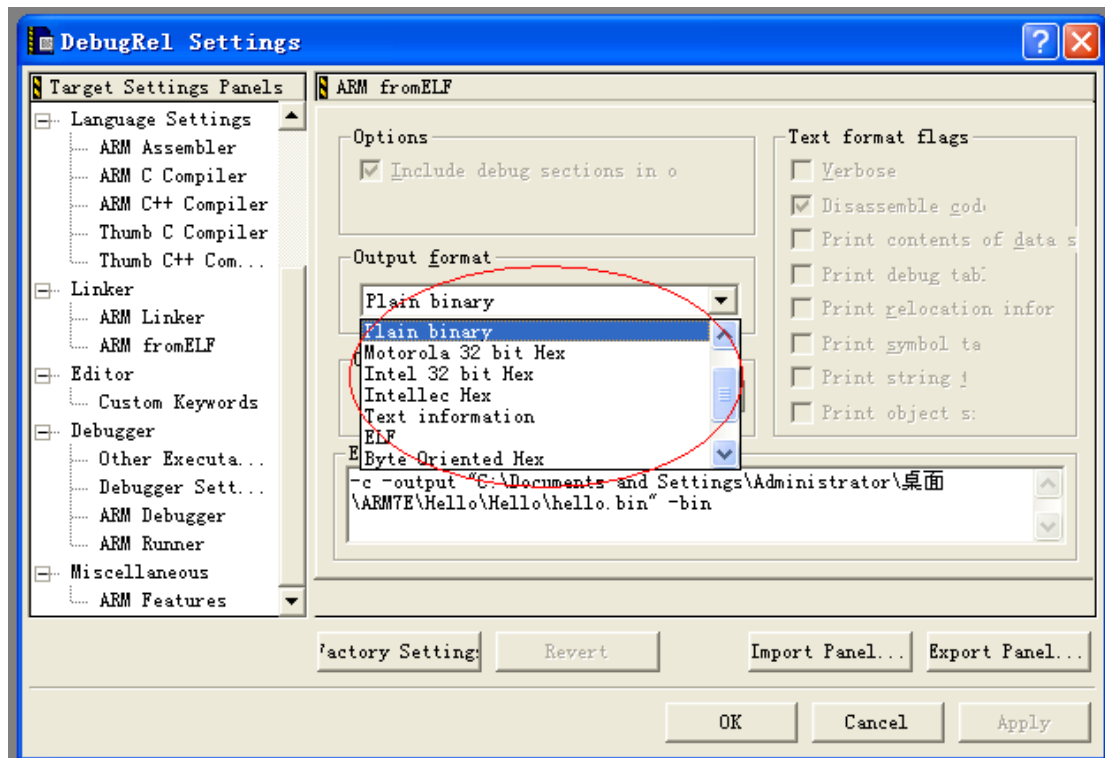 DebugRel Settings
Target Settings Panels
Language Settings
ARM Assembler
ARM C Compiler
ARM C++ Compiler
Thumb C Compiler
Thumb C++ Com...
Linker
ARM Linker
ARM fromELF
Editor
Custom Keywords
Debugger
Other Executa...
Debugger Sett...
ARM Debugger
ARM Runner
Miscellaneous
ARM Features
ARM fromELF
Options
Include debug sections in o
Output format
Plain binary
Plain binary
Motorola 32 bit Hex
Intel 32 bit Hex
Intellec Hex
Text information
ELF
Byte Oriented Hex
-c -output "C:\Documents and Settings\Administrator\桌面
\ARM7E\Hello\Hello\hello.bin" -bin
Text format flags
Verbose
Disassemble cod
Print contents of data s
Print debug tab
Print relocation infor
Print symbol ta
Print string
Print object s
actory Setting
Revert
Import Panel...
Export Panel...
OK
Cancel
Apply